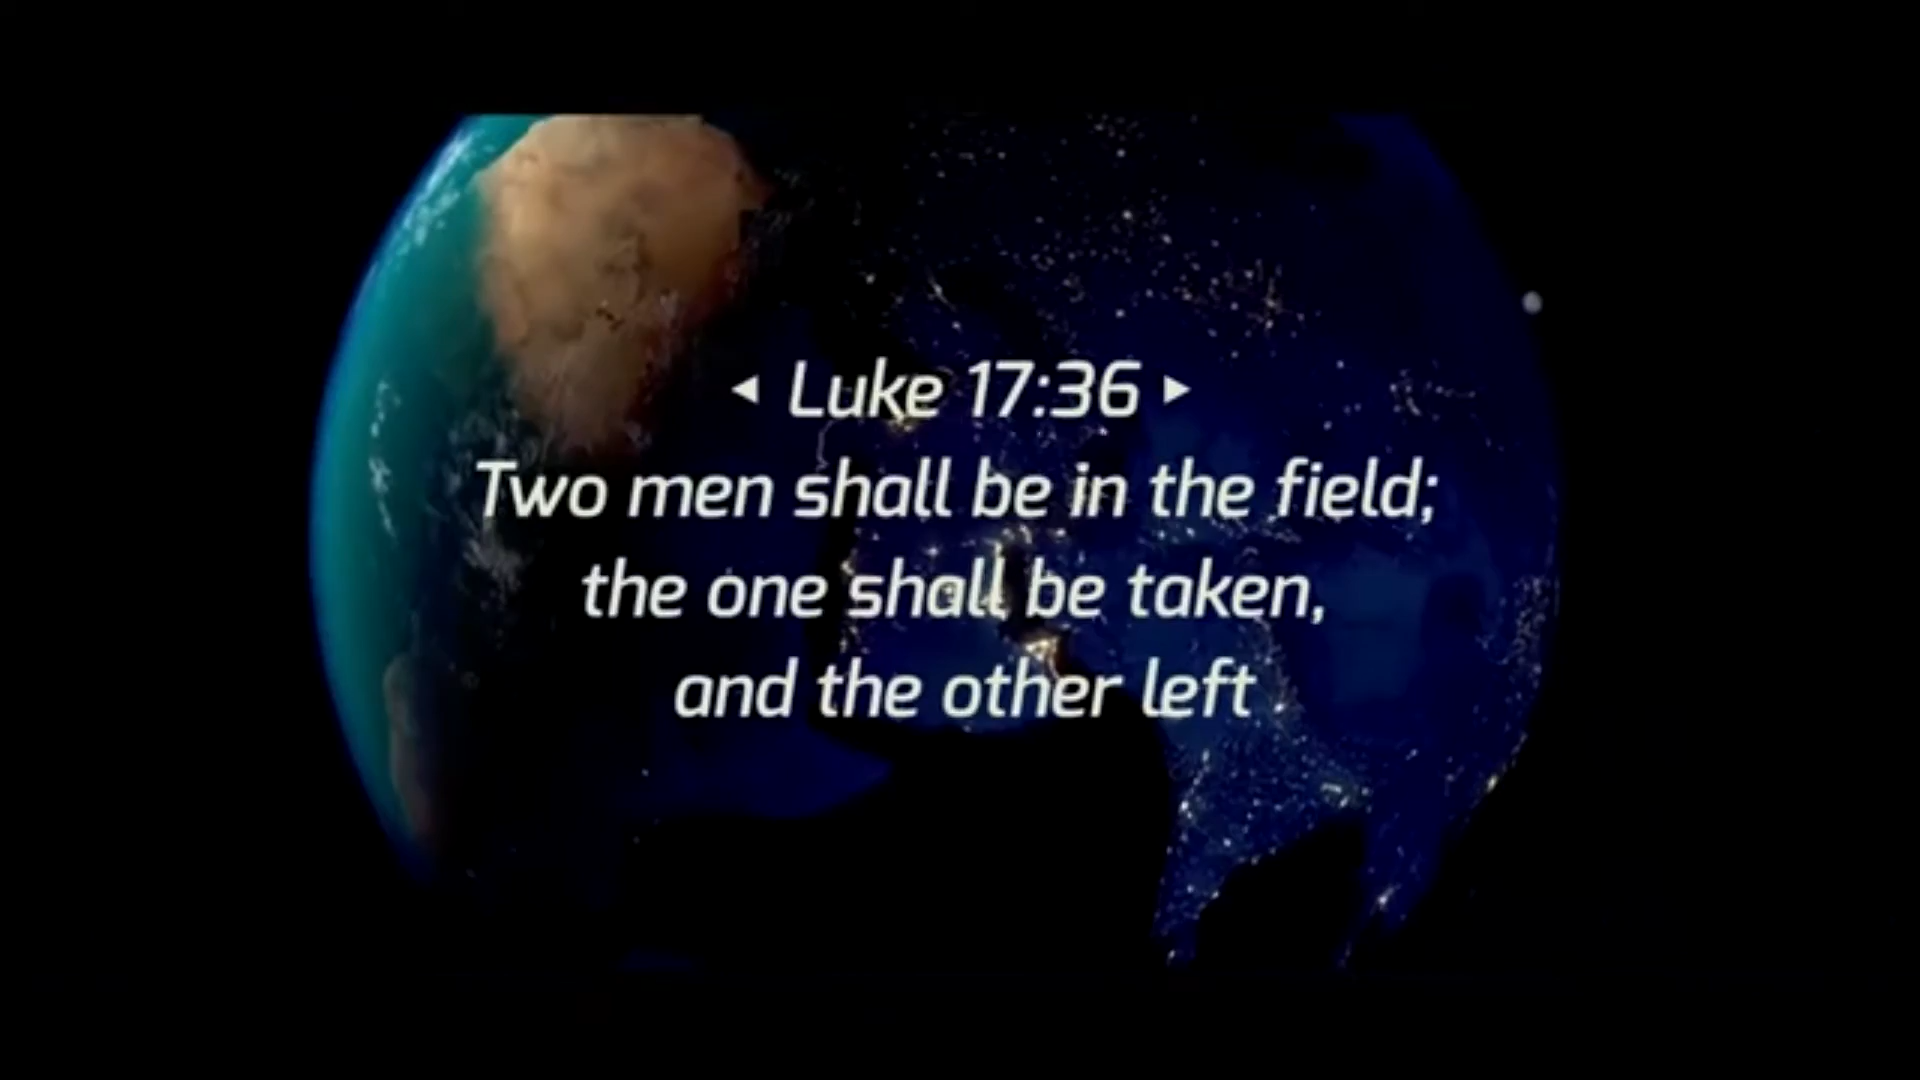 ◄ Luke 17:36 ►
Two men shall be in the field;
the one shall be taken,
and the other left